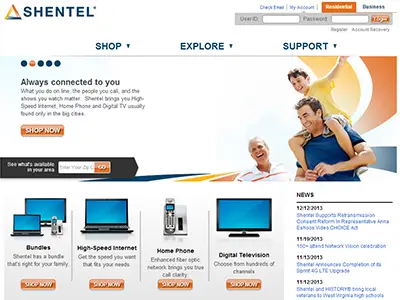 SHENTEL
Check Email | My Account | Residential Business
User ID: Password: Login
Register Account Recovery
SHOP ▼ EXPLORE ▼ SUPPORT ▼
Always connected to you
What you do on line, the people you call, and the
shows you watch matter. Shentel brings you High-
Speed Internet, Home Phone and Digital TV usually
found only in the big cities.
SHOP NOW
See what's available
in your area
Enter Your Zip GO
Bundles
Shentel has a bundle
that's right for your family.
SHOP NOW
High-Speed Internet
Get the speed you want
that fits your needs.
SHOP NOW
Home Phone
Enhanced fiber optic
network brings you true
call clarity
SHOP NOW
Digital Television
Choose from hundreds of
channels
SHOP NOW
NEWS
12/12/2013
Shentel Supports Retransmission
Consent Reform In Representative Anna
Eshoo Video CHOICE Act
11/19/2013
150+ attend Network Vision celebration
11/18/2013
Shentel Announces Completion of its
Sprint 4G LTE Upgrade
11/12/2013
Shentel and HISTORY® bring local
veterans to West Virginia high schools